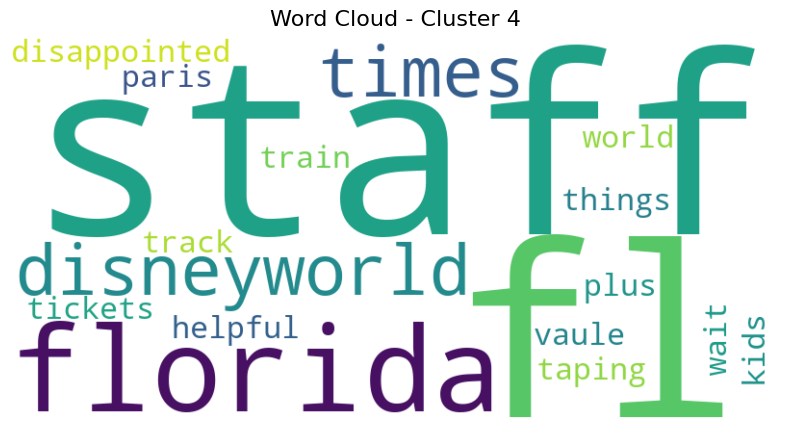 Word Cloud - Cluster 4
disappointed
paris
times
staff
train
world
things
track
disneyworld
tickets
helpful
florida
fl
plus
vaule
taping
wait
kids